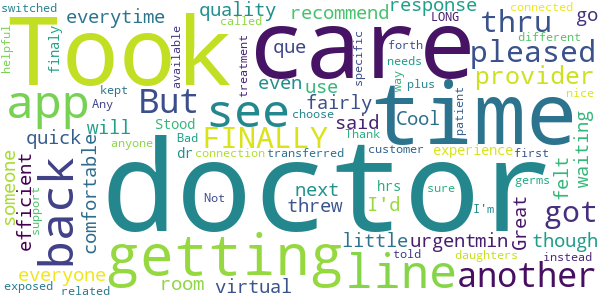 switched
everytime
quality
response
connected
called
LONG
recommend
thru
go
helpful
finaly
Took
available
treatment
care
que
forth
needs
specific
different
pleased
app
kept
But
see
even
use
way
plus
provider
Any
Stood
FINALLY
fairly
choose
time
nice
will
said
Cool
patient
waiting
quick
Bad
Thank
anyone
dr
connection
transferred
customer
experience
first
someone
efficient
support
back
comfortable
doctor
Not
next
hrs
sure
germs
felt
got
threw
I'd
I'm
Great
everyone
getting
little
urgent
min
though
room
line
told
daughters
another
instead
exposed
related
virtual